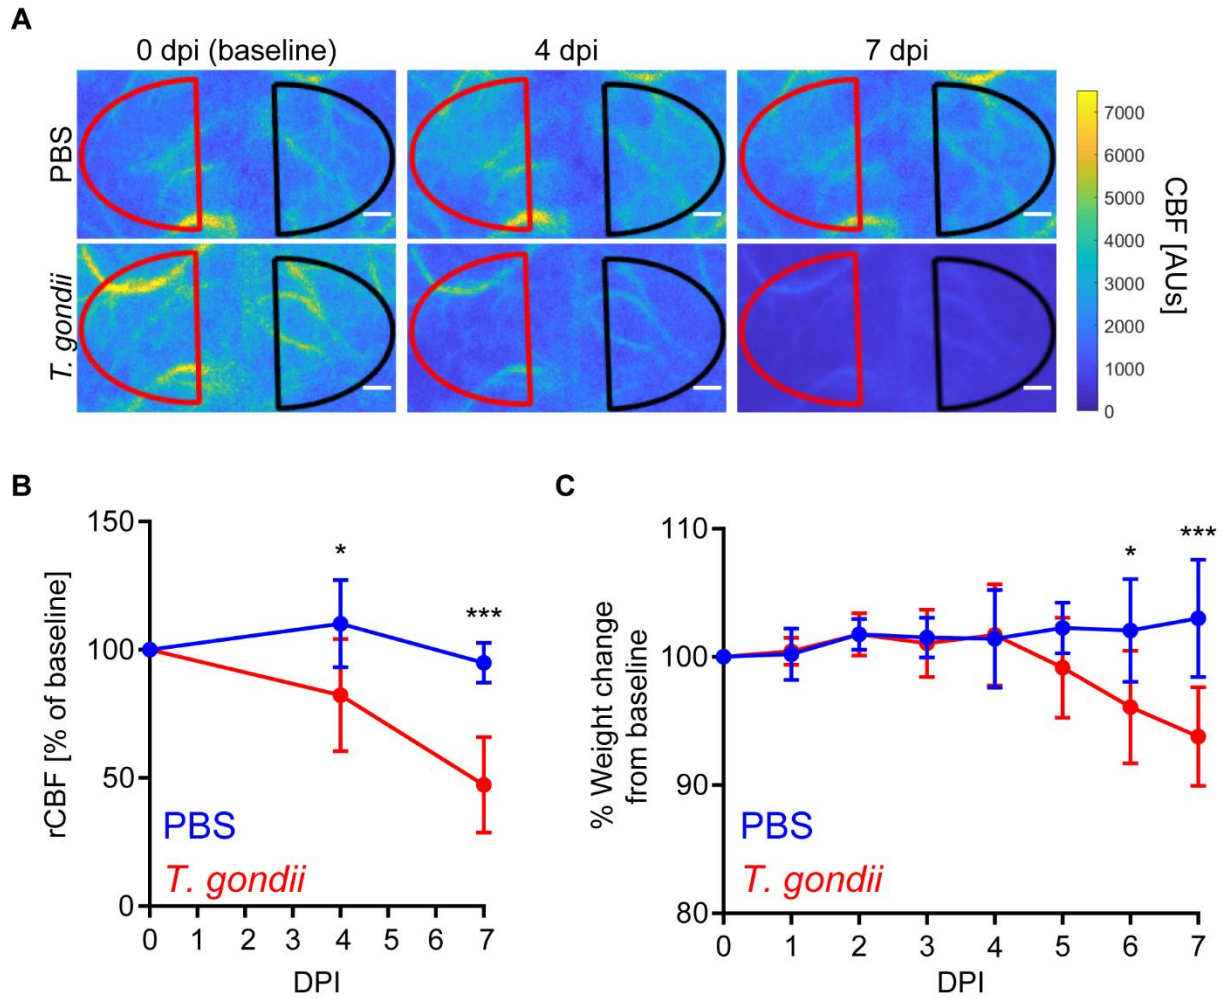 A
0 dpi (baseline)
4 dpi
7 dpi
PBS
T. gondii
7000
6000
5000
4000
3000
2000
1000
0
CBF [AUs]
B
150
100
50
0
rCBF [% of baseline]
*
***
PBS
T. gondii
0 1 2 3 4 5 6 7
DPI
C
110
100
90
80
% Weight change
from baseline
*
***
PBS
T. gondii
0 1 2 3 4 5 6 7
DPI